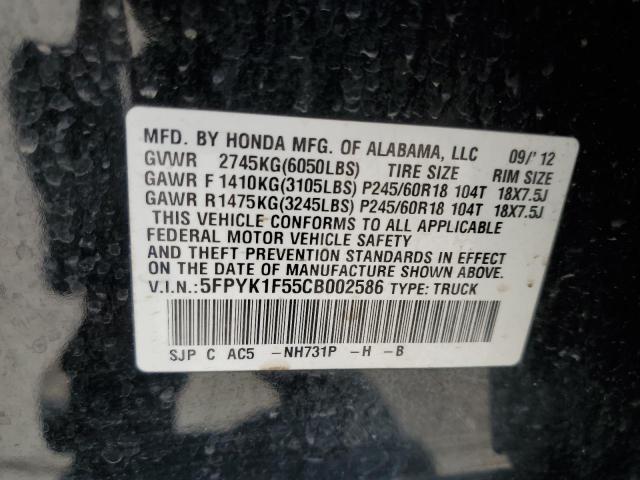 MFD. BY HONDA MFG. OF ALABAMA, LLC 09/'12
GVWR 2745KG(6050LBS) TIRE SIZE RIM SIZE
GAWR F 1410KG(3105LBS) P245/60R18 104T 18X7.5J
GAWR R1475KG(3245LBS) P245/60R18 104T 18X7.5J
THIS VEHICLE CONFORMS TO ALL APPLICABLE
FEDERAL MOTOR VEHICLE SAFETY
AND THEFT PREVENTION STANDARDS IN EFFECT
ON THE DATE OF MANUFACTURE SHOWN ABOVE.
V.I.N.:5FPYK1F55CB002586 TYPE: TRUCK
SJP C AC5 -NH731P -H -B